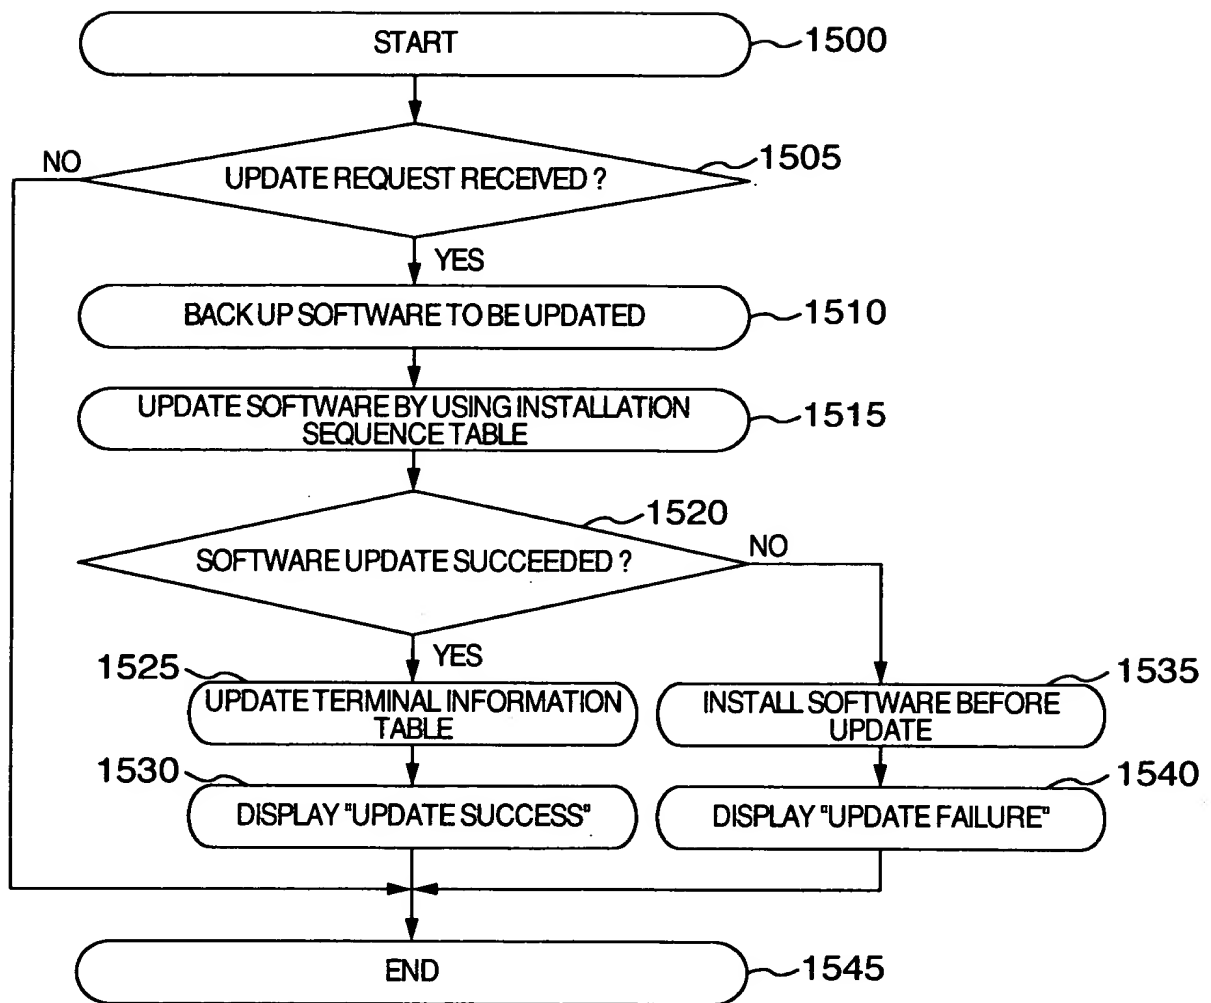 START
1500
1505
NO
UPDATE REQUEST RECEIVED ?
YES
BACK UP SOFTWARE TO BE UPDATED
1510
UPDATE SOFTWARE BY USING INSTALLATION
SEQUENCE TABLE
1515
1520
SOFTWARE UPDATE SUCCEEDED ?
NO
YES
1525
UPDATE TERMINAL INFORMATION
TABLE
1535
INSTALL SOFTWARE BEFORE
UPDATE
1530
DISPLAY "UPDATE SUCCESS"
1540
DISPLAY "UPDATE FAILURE"
END
1545